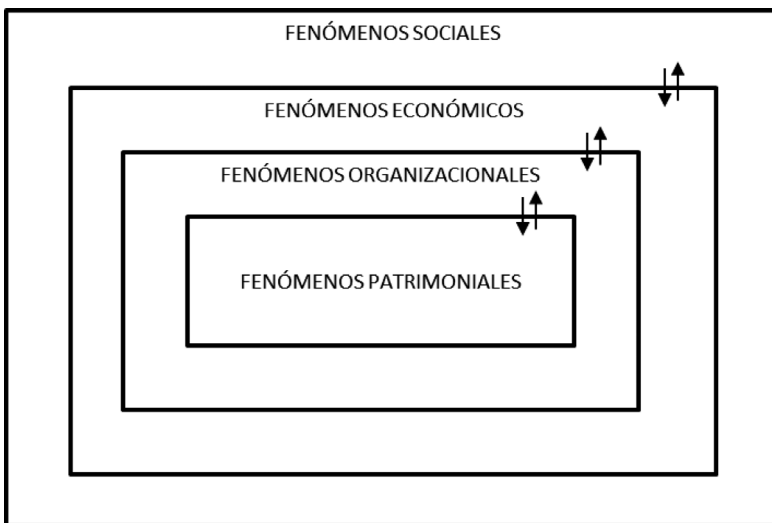 FENÓMENOS SOCIALES
FENÓMENOS ECONÓMICOS
FENÓMENOS ORGANIZACIONALES
FENÓMENOS PATRIMONIALES